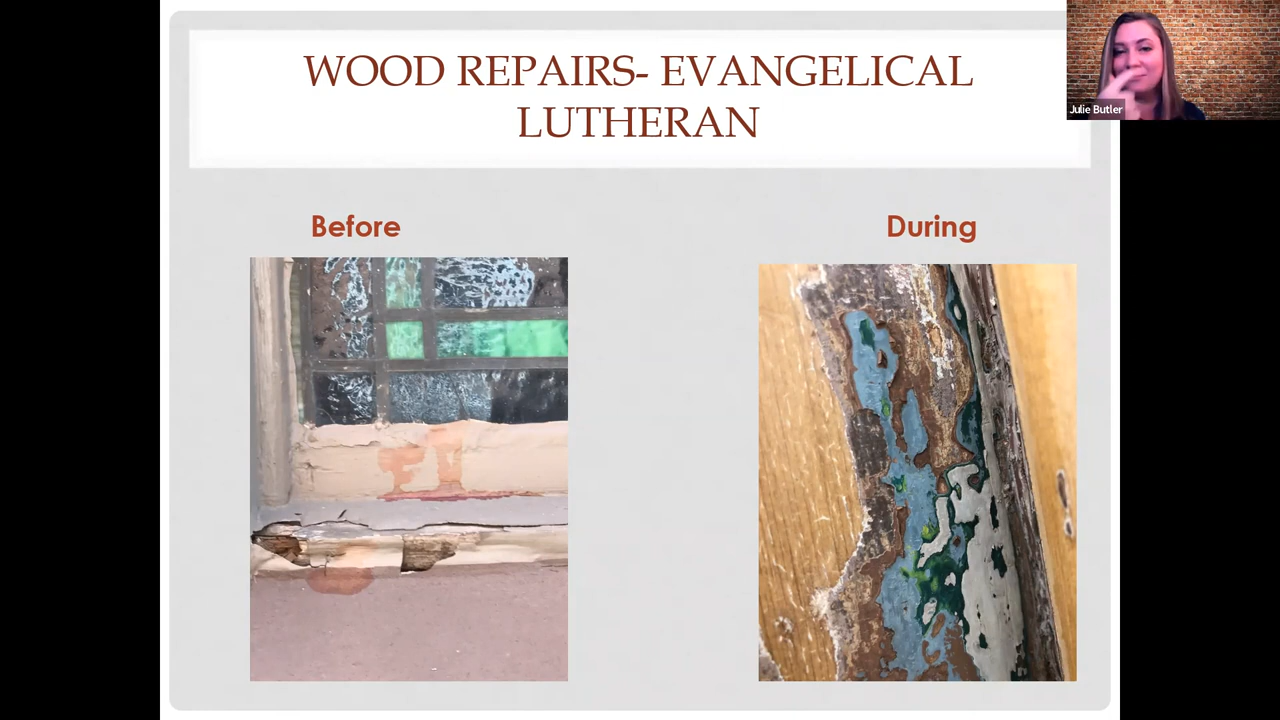 WOOD REPAIRS- EVANGELICAL
LUTHERAN
Julie Butler
Before
During